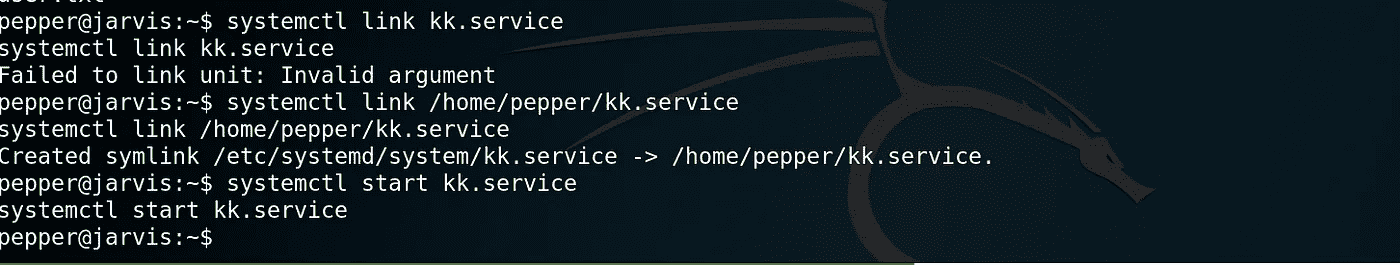 pepper@jarvis:~$ systemctl link kk.service
systemctl link kk.service
Failed to link unit: Invalid argument
pepper@jarvis:~$ systemctl link /home/pepper/kk.service
systemctl link /home/pepper/kk.service
Created symlink /etc/systemd/system/kk.service -> /home/pepper/kk.service.
pepper@jarvis:~$ systemctl start kk.service
systemctl start kk.service
pepper@jarvis:~$